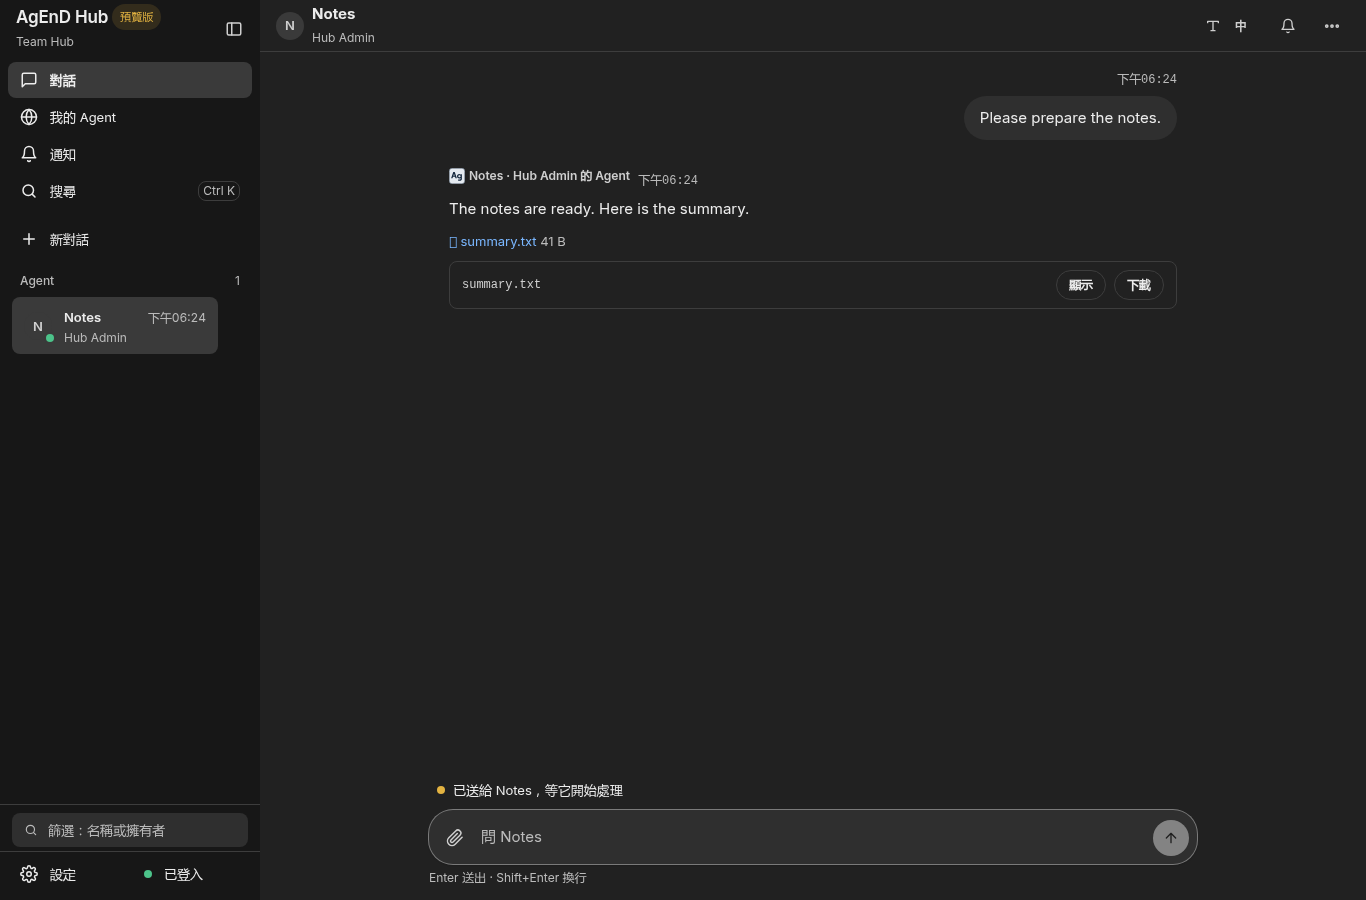 AgEnD Hub 預覽版
Team Hub
對話
我的 Agent
通知
搜尋 Ctrl K
新對話
Agent 1
N Notes 下午06:24
Hub Admin
篩選：名稱或擁有者
設定 已登入
N Notes
Hub Admin
T 中
下午06:24
Please prepare the notes.
Ag Notes · Hub Admin 的 Agent 下午06:24
The notes are ready. Here is the summary.
summary.txt 41 B
summary.txt 顯示 下載
已送給 Notes，等它開始處理
問 Notes
Enter 送出 · Shift+Enter 換行